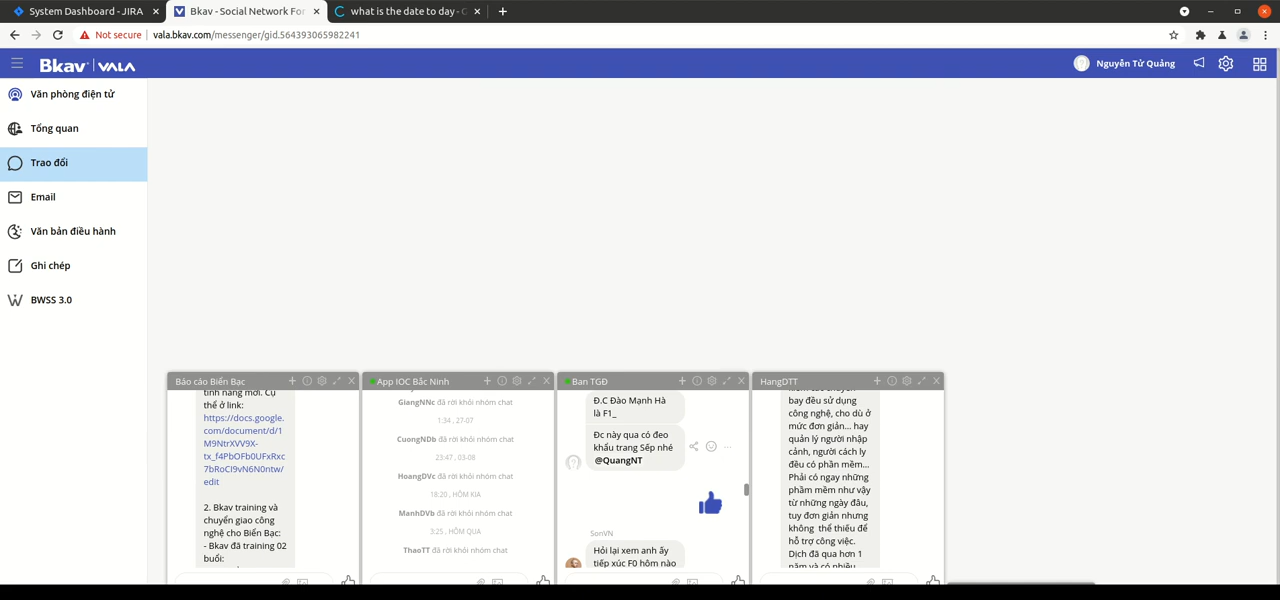 System Dashboard - JIRA
Bkav - Social Network For
what is the date to day - G
Not secure
vala.bkav.com/messenger/gid.564393065982241
Bkav VALA
Nguyễn Tử Quảng
Văn phòng điện tử
Tổng quan
Trao đổi
Email
Văn bản điều hành
Ghi chép
BWSS 3.0
Báo cáo Biển Bạc
tính năng mới. Cụ
thể ở link:
https://docs.google.
com/document/d/1
M9NtrXVV9X-
tx_f4PbOFb0UFxRxc
7bRoCI9vN6N0ntw/
edit
2. Bkav training và
chuyển giao công
nghệ cho Biển Bạc:
- Bkav đã training 02
buổi:
App IOC Bắc Ninh
GiangNNc đã rời khỏi nhóm chat
1:34 , 27-07
CuongNDb đã rời khỏi nhóm chat
23:47 , 03-08
HoangDVc đã rời khỏi nhóm chat
18:20 , HÔM KIA
ManhDVb đã rời khỏi nhóm chat
3:25 , HÔM QUA
ThaoTT đã rời khỏi nhóm chat
Ban TGĐ
Đ.C Đào Mạnh Hà
là F1_
Đc này qua có đeo
khẩu trang Sếp nhé
@QuangNT
SonVN
Hỏi lại xem anh ấy
tiếp xúc F0 hôm nào
HangDTT
bay đều sử dụng
công nghệ, cho dù ở
mức đơn giản... hay
quản lý người nhập
cảnh, người cách ly
đều có phần mềm...
Phải có ngay những
phầm mềm như vậy
từ những ngày đầu,
tuy đơn giản nhưng
không thể thiếu để
hỗ trợ công việc.
Dịch đã qua hơn 1
năm và có nhiều